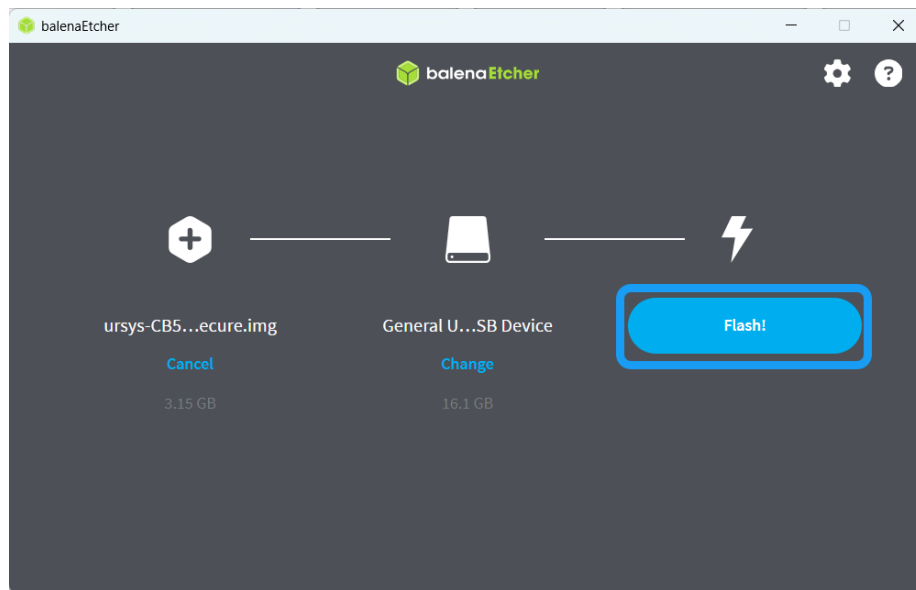 balenaEtcher
balenaEtcher
?
ursys-CB5...ecure.img
Cancel
3.15 GB
General U...SB Device
Change
16.1 GB
Flash!